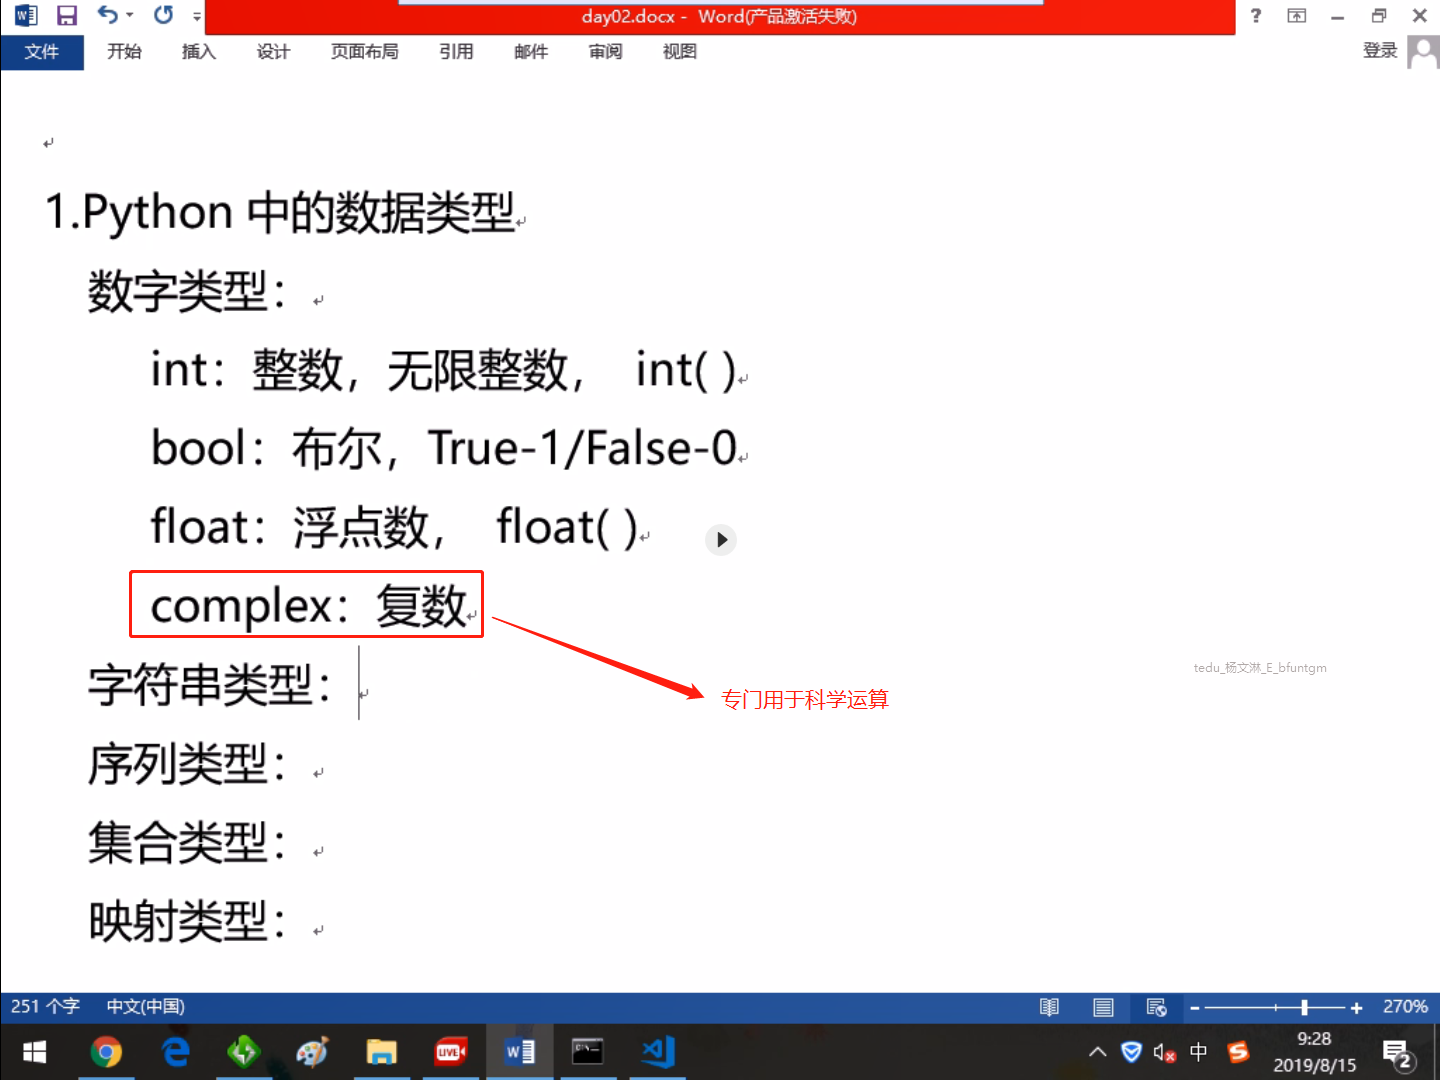 day02.docx - Word(产品激活失败)
文件 开始 插入 设计 页面布局 引用 邮件 审阅 视图 登录
1.Python 中的数据类型
数字类型：
int：整数，无限整数， int( )
bool：布尔，True-1/False-0
float：浮点数， float( )
complex：复数
字符串类型：
tedu_杨文淋_E_bfuntgm
专门用于科学运算
序列类型：
集合类型：
映射类型：
251 个字 中文(中国) 270%
LIVE 中 9:28
2019/8/15 2